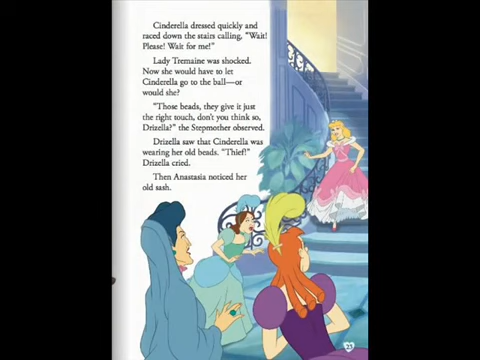 Cinderella dressed quickly and
raced down the stairs calling, "Wait!
Please! Wait for me!"
Lady Tremaine was shocked.
Now she would have to let
Cinderella go to the ball—or
would she?
"Those beads, they give it just
the right touch, don't you think so,
Drizella?" the Stepmother observed.
Drizella saw that Cinderella was
wearing her old beads. "Thief!"
Drizella cried.
Then Anastasia noticed her
old sash.